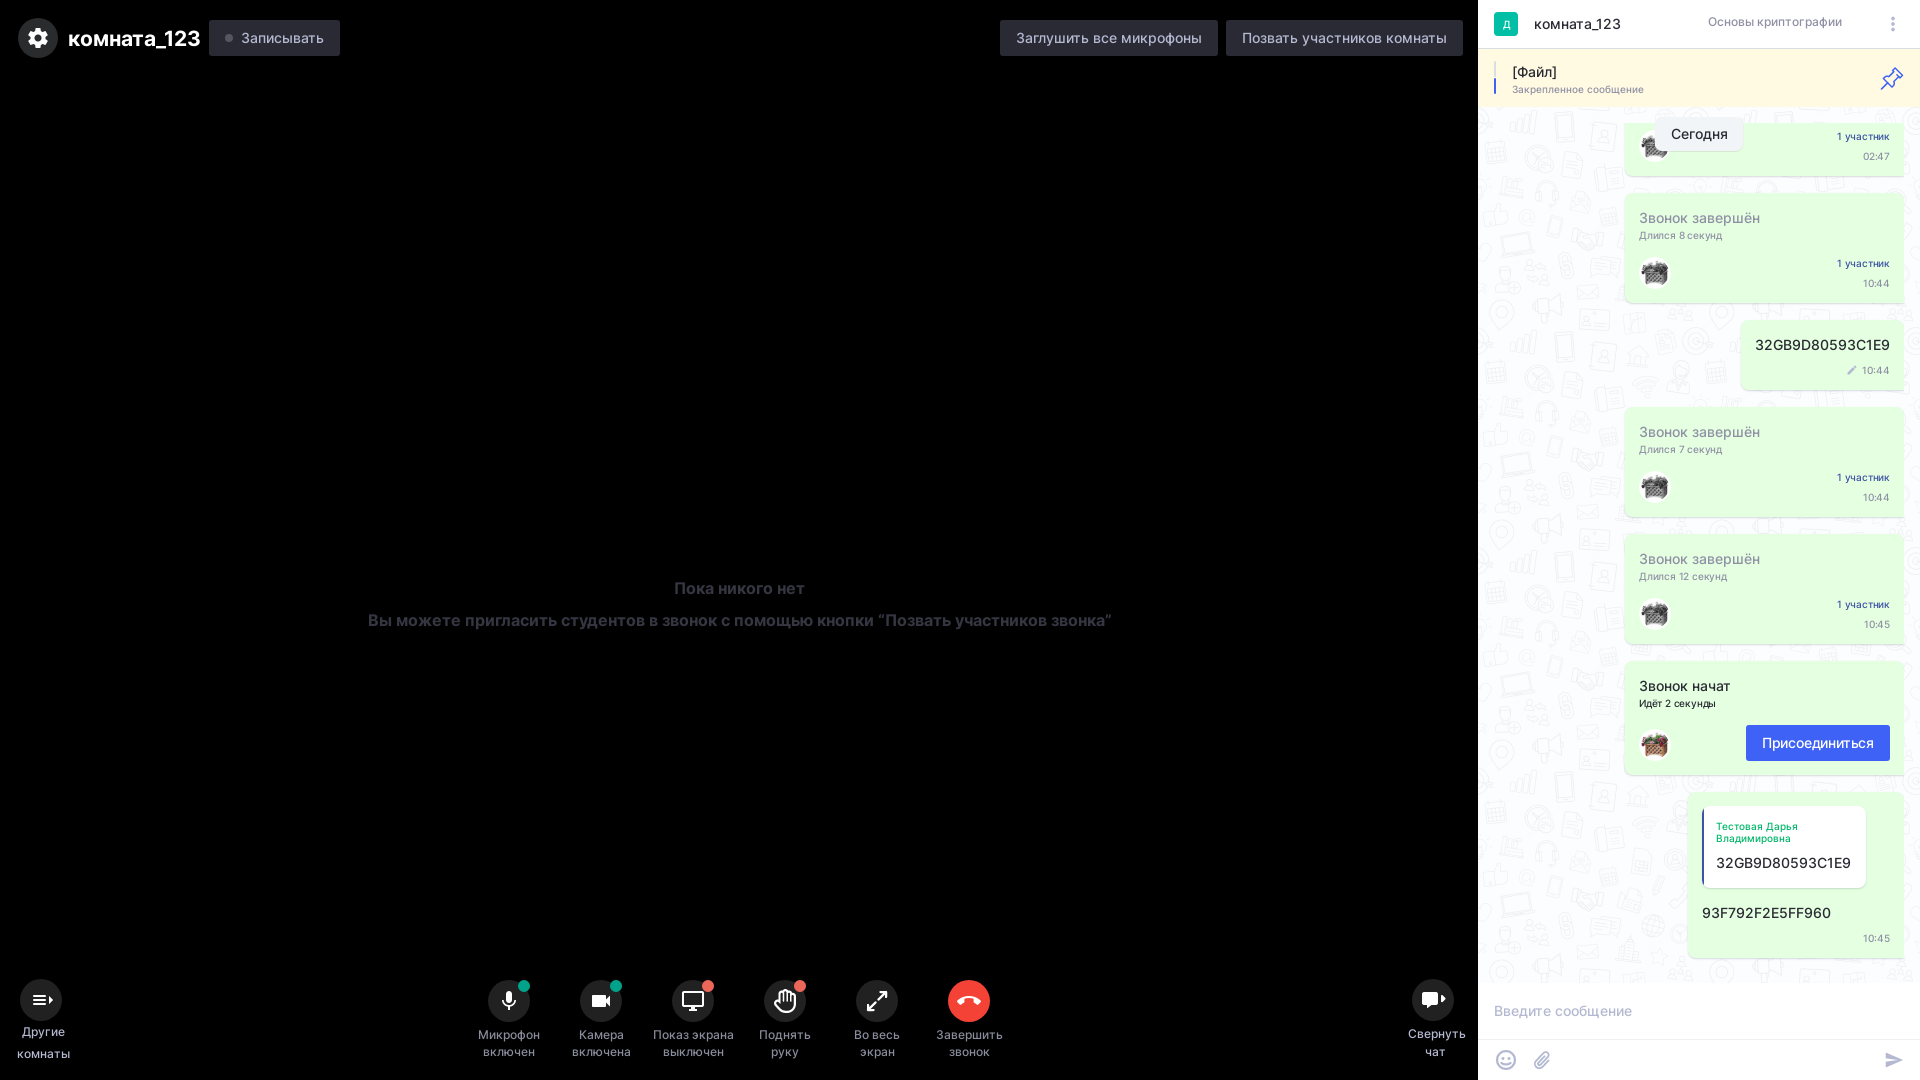 комната_123
Записывать
Заглушить все микрофоны
Позвать участников комнаты
Пока никого нет
Вы можете пригласить студентов в звонок с помощью кнопки “Позвать участников звонка”
Другие
комнаты
Микрофон
включен
Камера
включена
Показ экрана
выключен
Поднять
руку
Во весь
экран
Завершить
звонок
Свернуть
чат
Д
комната_123
Основы криптографии
[Файл]
Закрепленное сообщение
Сегодня
1 участник
02:47
Звонок завершён
Длился 8 секунд
1 участник
10:44
32GB9D80593C1E9
10:44
Звонок завершён
Длился 7 секунд
1 участник
10:44
Звонок завершён
Длился 12 секунд
1 участник
10:45
Звонок начат
Идёт 2 секунды
Присоединиться
Тестовая Дарья
Владимировна
32GB9D80593C1E9
93F792F2E5FF960
10:45
Введите сообщение